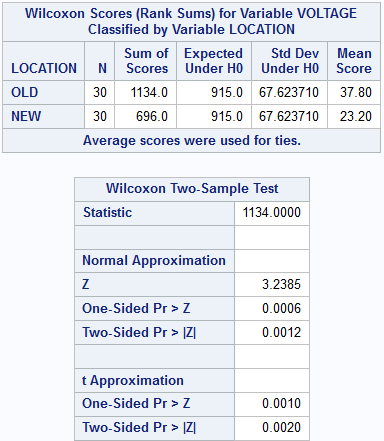 Wilcoxon Scores (Rank Sums) for Variable VOLTAGE
Classified by Variable LOCATION
LOCATION N Sum of Scores Expected Under H0 Std Dev Under H0 Mean Score
OLD 30 1134.0 915.0 67.623710 37.80
NEW 30 696.0 915.0 67.623710 23.20
Average scores were used for ties.
Wilcoxon Two-Sample Test
Statistic 1134.0000
Normal Approximation
Z 3.2385
One-Sided Pr > Z 0.0006
Two-Sided Pr > |Z| 0.0012
t Approximation
One-Sided Pr > Z 0.0010
Two-Sided Pr > |Z| 0.0020